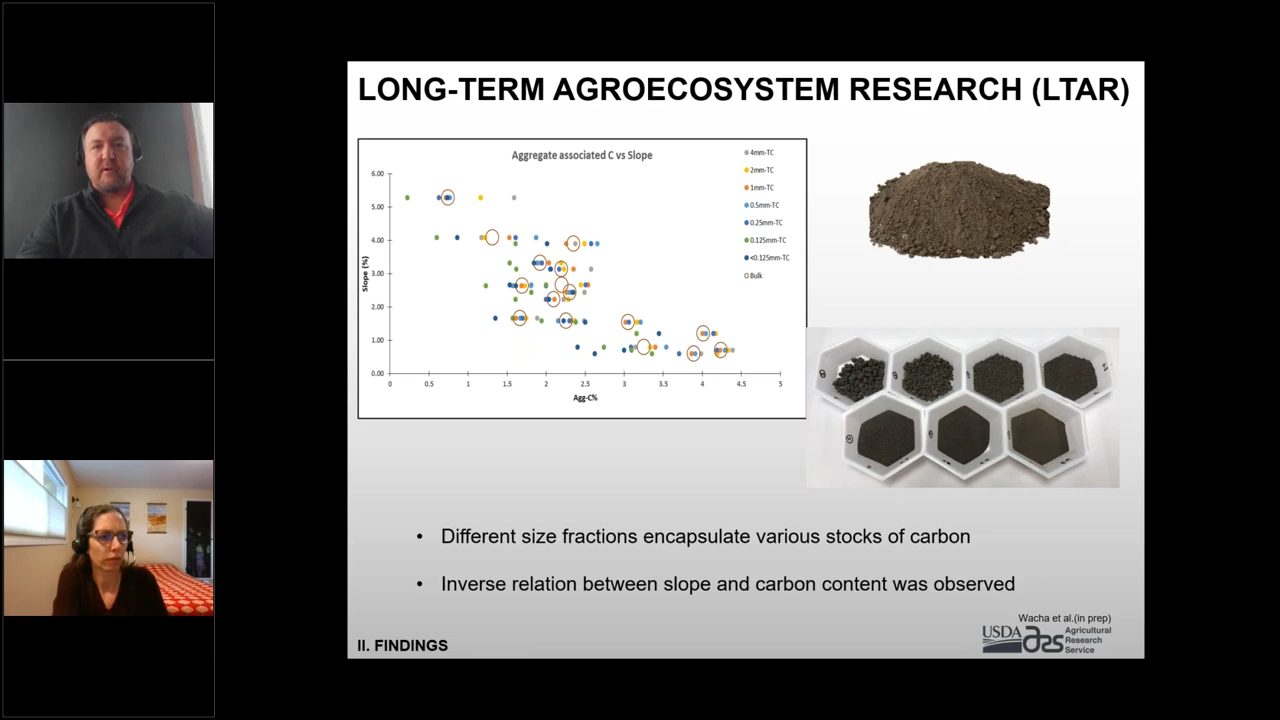 LONG-TERM AGROECOSYSTEM RESEARCH (LTAR)
Aggregate associated C vs Slope
4mm-TC
2mm-TC
1mm-TC
0.5mm-TC
0.25mm-TC
0.125mm-TC
<0.125mm-TC
Bulk
6.00
5.00
4.00
3.00
2.00
1.00
0.00
Slope (%)
0 0.5 1 1.5 2 2.5 3 3.5 4 4.5 5
Agg-C%
• Different size fractions encapsulate various stocks of carbon
• Inverse relation between slope and carbon content was observed
Wacha et al.(in prep)
USDA ars Agricultural
Research
Service
II. FINDINGS